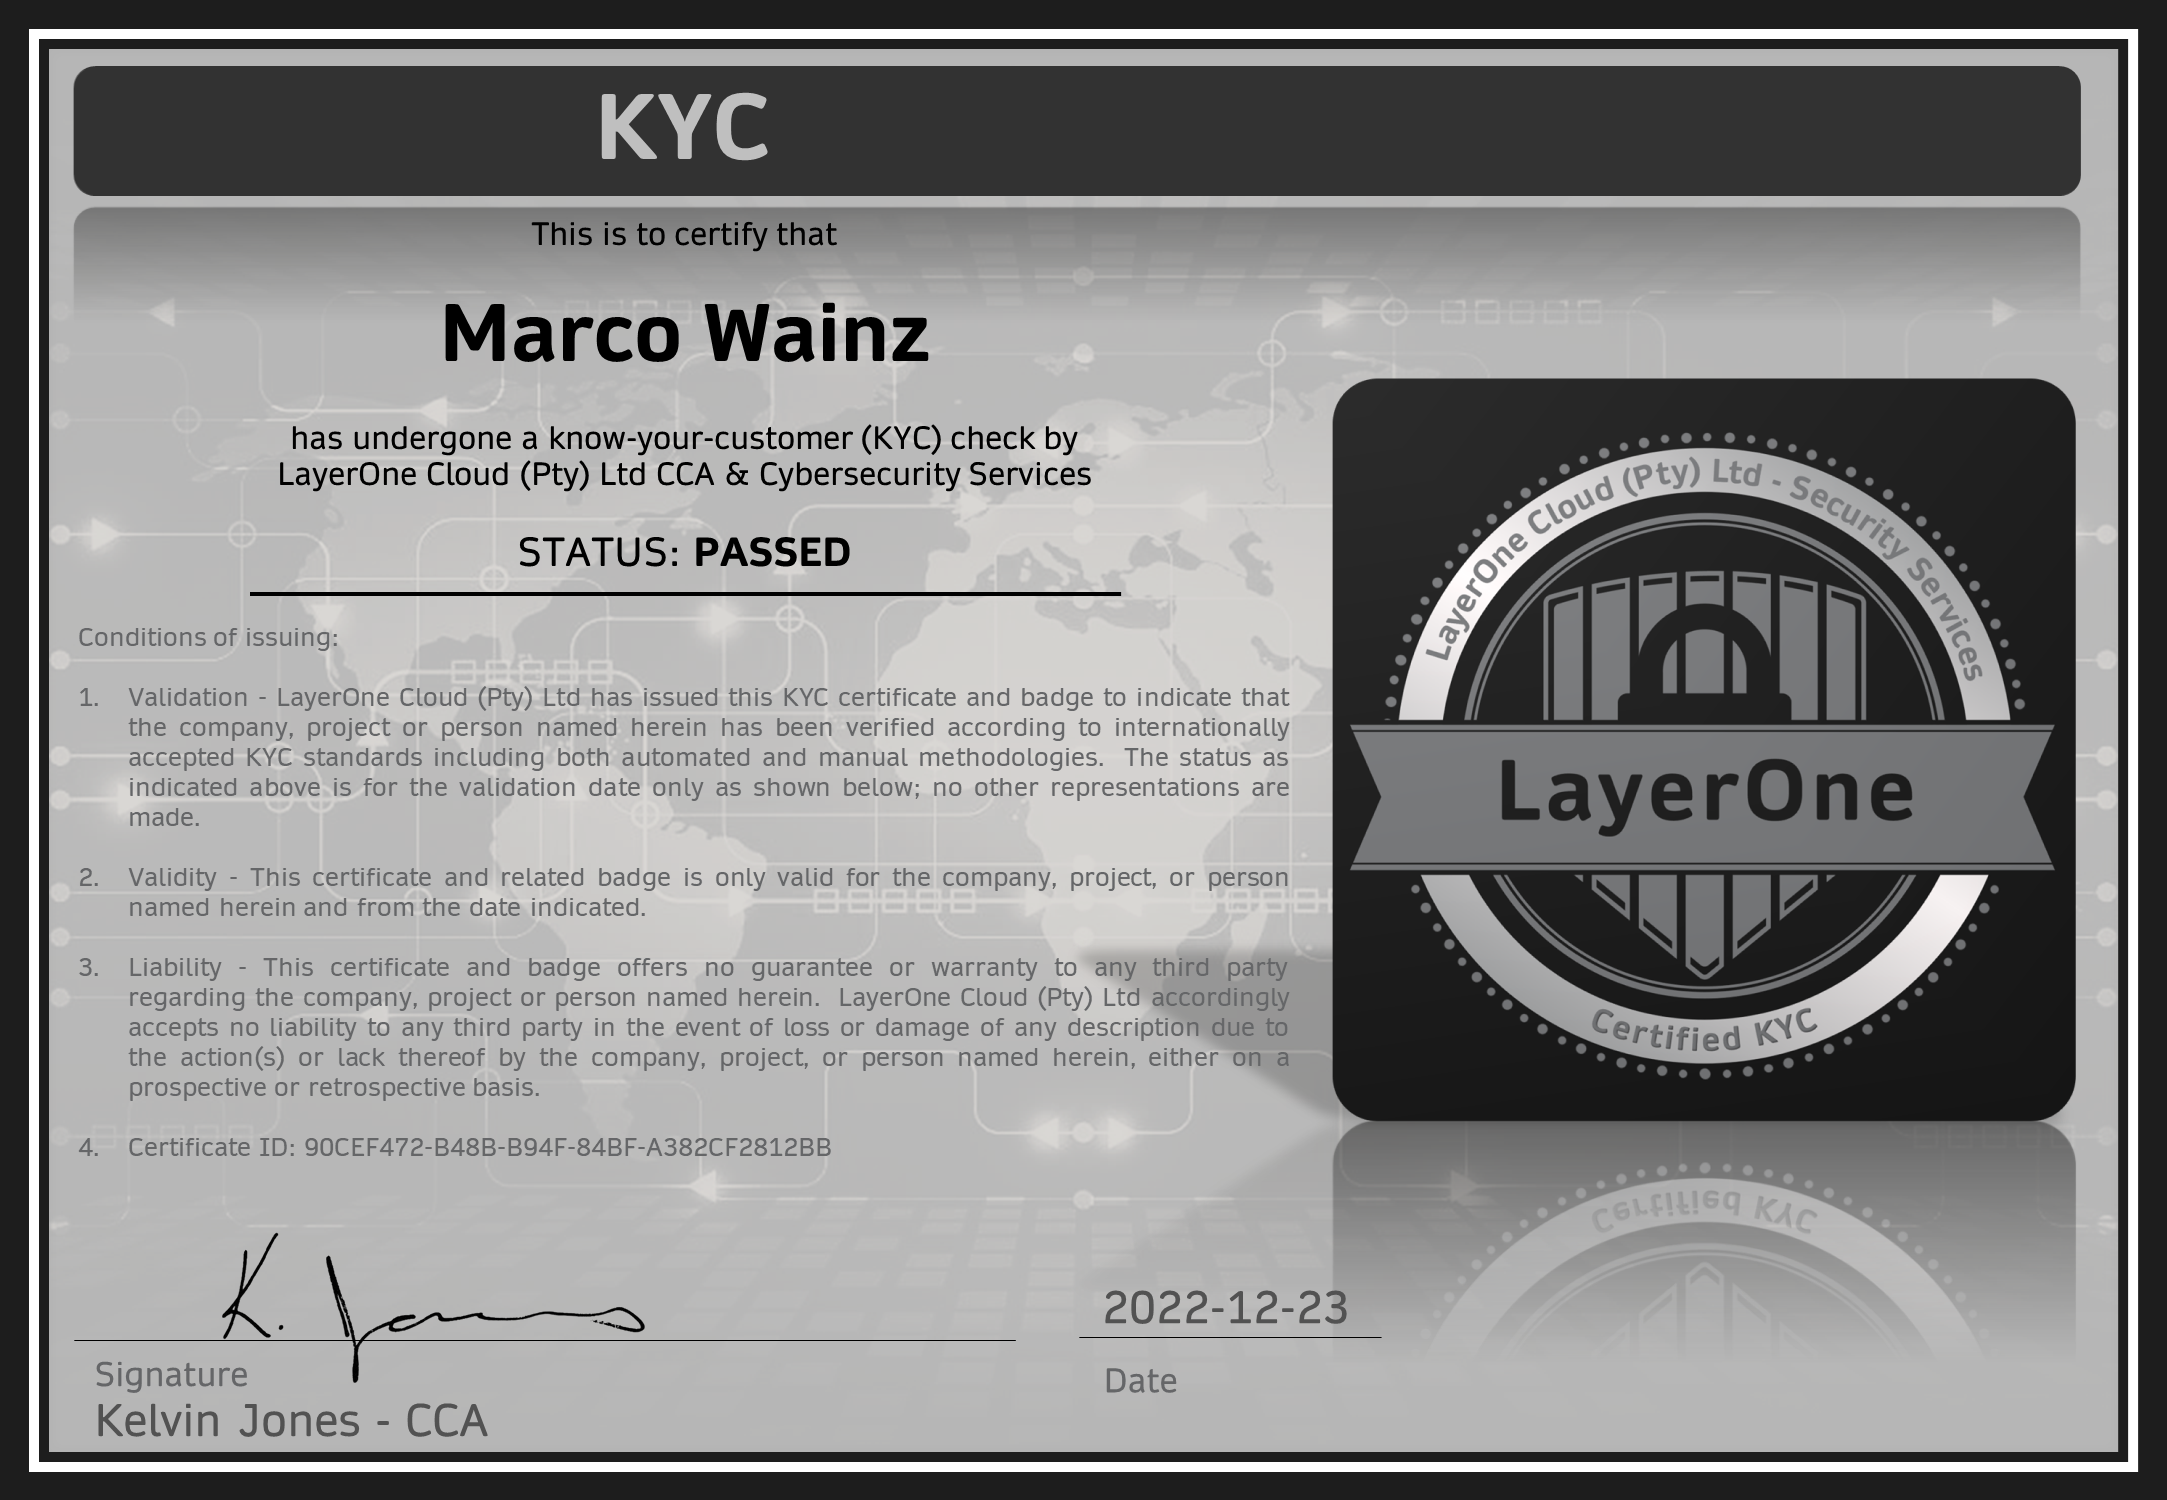 KYC
This is to certify that
Marco Wainz
has undergone a know-your-customer (KYC) check by
LayerOne Cloud (Pty) Ltd CCA & Cybersecurity Services
STATUS: PASSED
Conditions of issuing:
1. Validation - LayerOne Cloud (Pty) Ltd has issued this KYC certificate and badge to indicate that
the company, project or person named herein has been verified according to internationally
accepted KYC standards including both automated and manual methodologies. The status as
indicated above is for the validation date only as shown below; no other representations are
made.
2. Validity - This certificate and related badge is only valid for the company, project, or person
named herein and from the date indicated.
3. Liability - This certificate and badge offers no guarantee or warranty to any third party
regarding the company, project or person named herein. LayerOne Cloud (Pty) Ltd accordingly
accepts no liability to any third party in the event of loss or damage of any description due to
the action(s) or lack thereof by the company, project, or person named herein, either on a
prospective or retrospective basis.
4. Certificate ID: 90CEF472-B48B-B94F-84BF-A382CF2812BB
LayerOne Cloud (Pty) Ltd - Security Services
LayerOne
Certified KYC
Certified KYC
K. Jones
2022-12-23
Signature
Date
Kelvin Jones - CCA